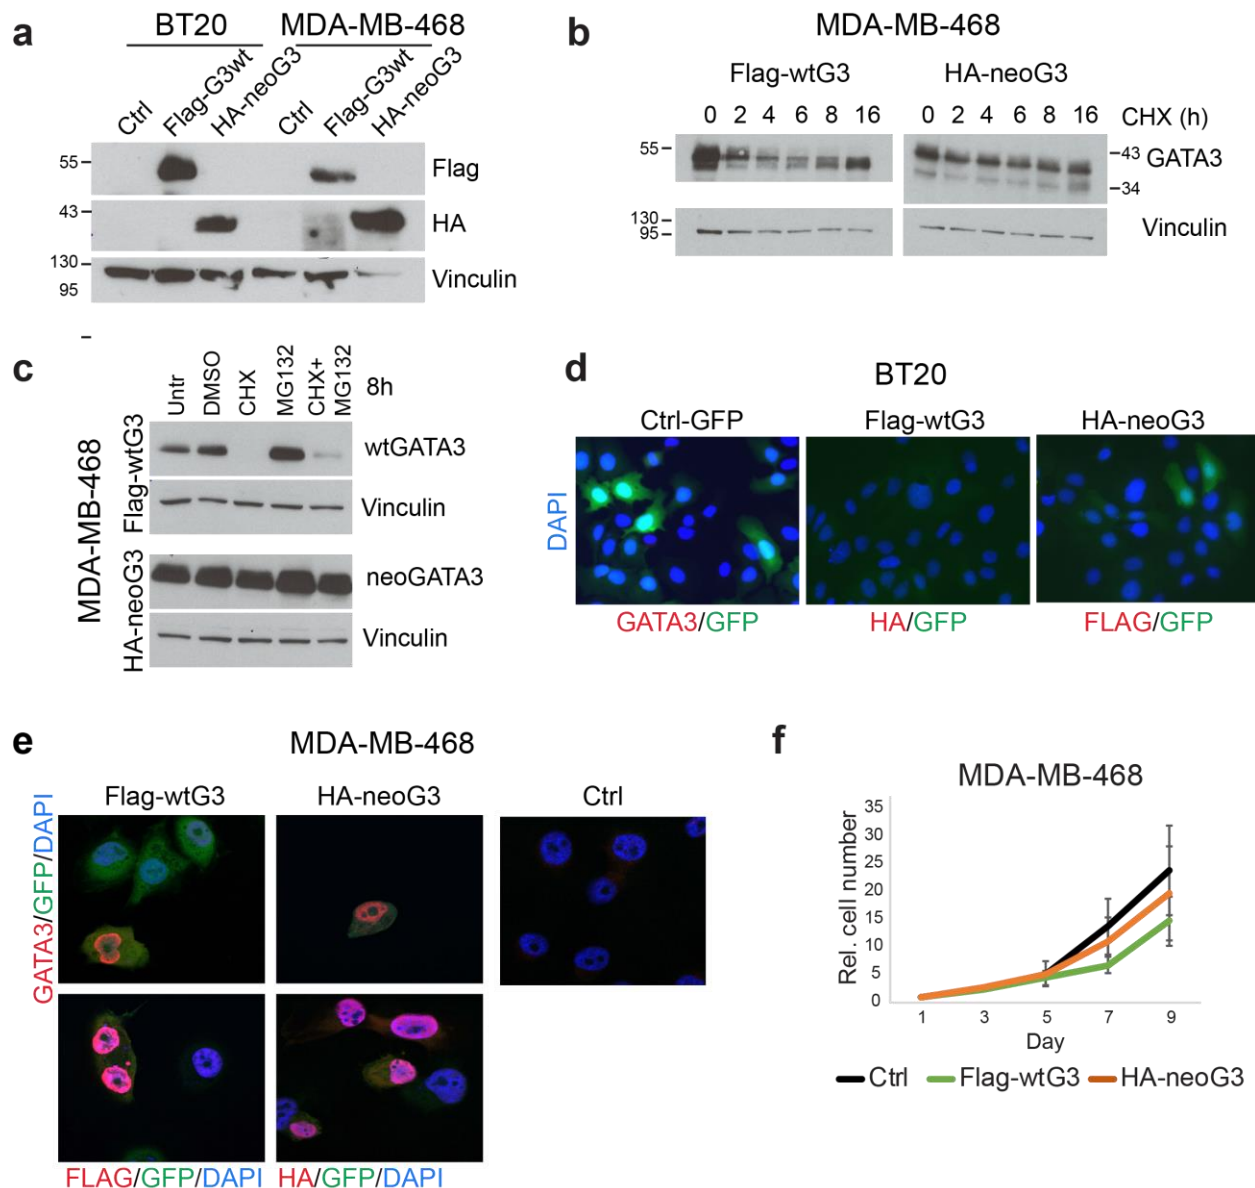 a
BT20 MDA-MB-468
Ctrl Flag-G3wt HA-neoG3 Ctrl Flag-G3wt HA-neoG3
55 Flag
43 HA
130 Vinculin
95
b
MDA-MB-468
Flag-wtG3 HA-neoG3
0 2 4 6 8 16 0 2 4 6 8 16 CHX (h)
55 43 GATA3
34
130 Vinculin
95
c
Untr DMSO CHX MG132 CHX+ MG132 8h
MDA-MB-468
Flag-wtG3
wtGATA3
Vinculin
HA-neoG3
neoGATA3
Vinculin
d
BT20
Ctrl-GFP Flag-wtG3 HA-neoG3
DAPI
GATA3/GFP HA/GFP FLAG/GFP
e
MDA-MB-468
Flag-wtG3 HA-neoG3 Ctrl
GATA3/GFP/DAPI
FLAG/GFP/DAPI HA/GFP/DAPI
f
MDA-MB-468
Rel. cell number
35
30
25
20
15
10
5
0
1 3 5 7 9
Day
Ctrl Flag-wtG3 HA-neoG3